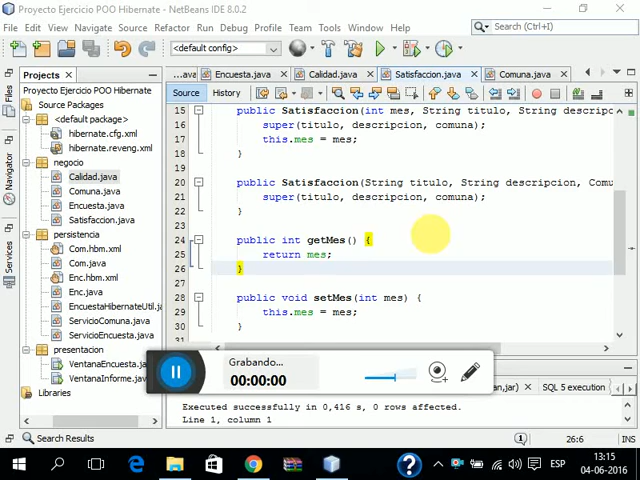 Proyecto Ejercicio POO Hibernate - NetBeans IDE 8.0.2
File Edit View Navigate Source Refactor Run Debug Profile Team Tools Window Help
Search (Ctrl+I)
<default config>
Projects
...ava Encuesta.java Calidad.java Satisfaccion.java Comuna.java
Source History
Files
Navigator
Services
Proyecto Ejercicio POO Hibernate
Source Packages
<default package>
hibernate.cfg.xml
hibernate.reveng.xml
negocio
Calidad.java
Comuna.java
Encuesta.java
Satisfaccion.java
persistencia
Com.hbm.xml
Com.java
Enc.hbm.xml
Enc.java
EncuestaHibernateUtil.j
ServicioComuna.java
ServicioEncuesta.java
presentacion
VentanaEncuesta.java
VentanaInforme.java
Libraries
15 public Satisfaccion(int mes, String titulo, String descripc
16 super(titulo, descripcion, comuna);
17 this.mes = mes;
18 }
19
20 public Satisfaccion(String titulo, String descripcion, Comu
21 super(titulo, descripcion, comuna);
22 }
23
24 public int getMes() {
25 return mes;
26 }
27
28 public void setMes(int mes) {
29 this.mes = mes;
30 }
31
Grabando...
00:00:00
an,jar) SQL 5 execution
Executed successfully in 0,416 s, 0 rows affected.
Line 1, column 1
Search Results
1
26:6
INS
ESP
13:15
04-06-2016